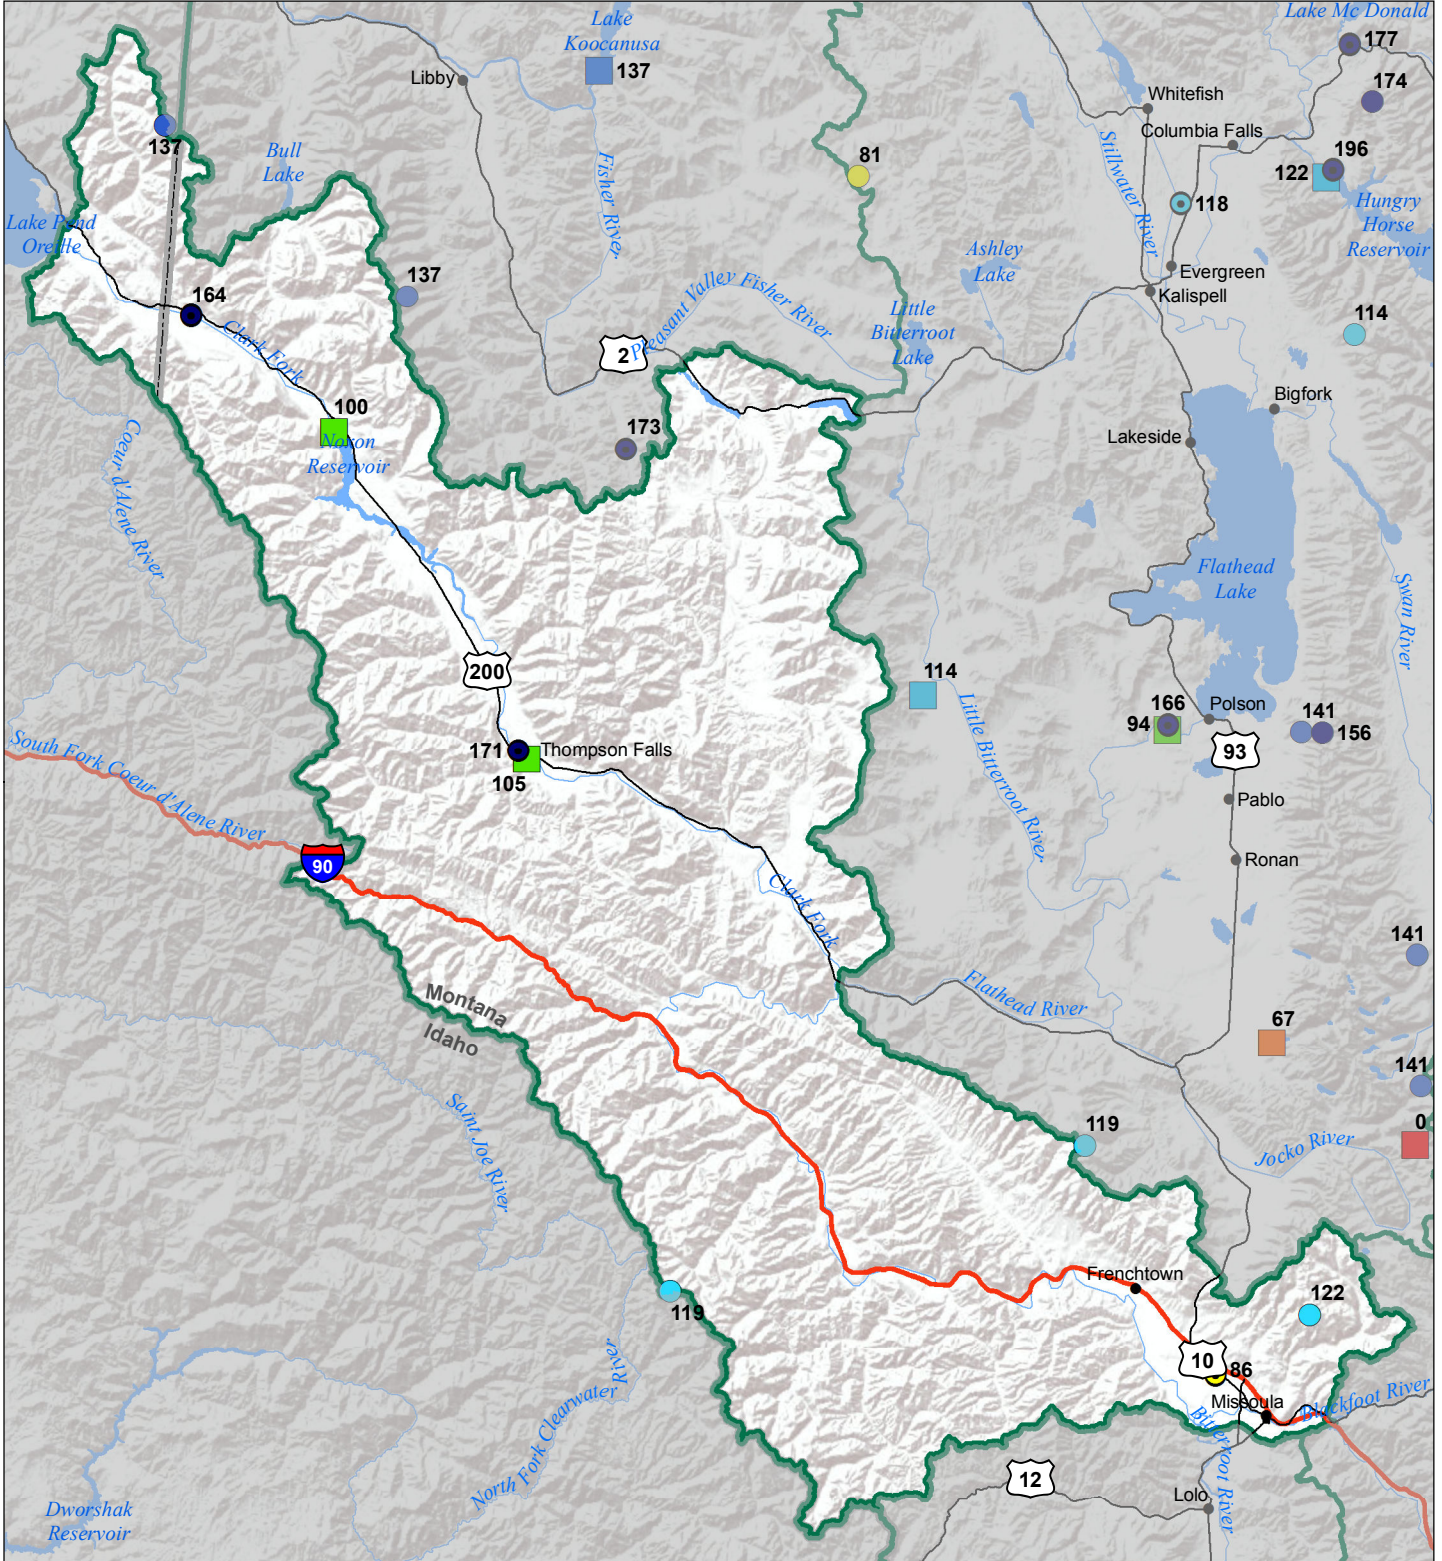 Lake
Koocanusa
137
Libby
Lake Mc Donald
177
174
Whitefish
Columbia Falls
Stillwater River
196
122
Hungry
Horse
Reservoir
118
137
Bull
Lake
Fisher River
81
Lake Pend
Oreille
Ashley
Lake
Evergreen
Kalispell
137
164
Clark Fork
2
Pleasant Valley Fisher River
Little
Bitterroot
Lake
114
Bigfork
100
Noxon
Reservoir
173
Lakeside
Coeur d'Alene River
Flathead
Lake
Swan River
200
114
Little Bitterroot River
166
94
Polson
141
156
93
171
Thompson Falls
105
Pablo
South Fork Coeur d'Alene River
90
Ronan
Clark Fork
141
Flathead River
Montana
Idaho
67
141
Saint Joe River
119
0
Jocko River
119
Frenchtown
122
10
86
Missoula
Blackfoot River
Bitterroot River
North Fork Clearwater
River
12
Lolo
Dworshak
Reservoir